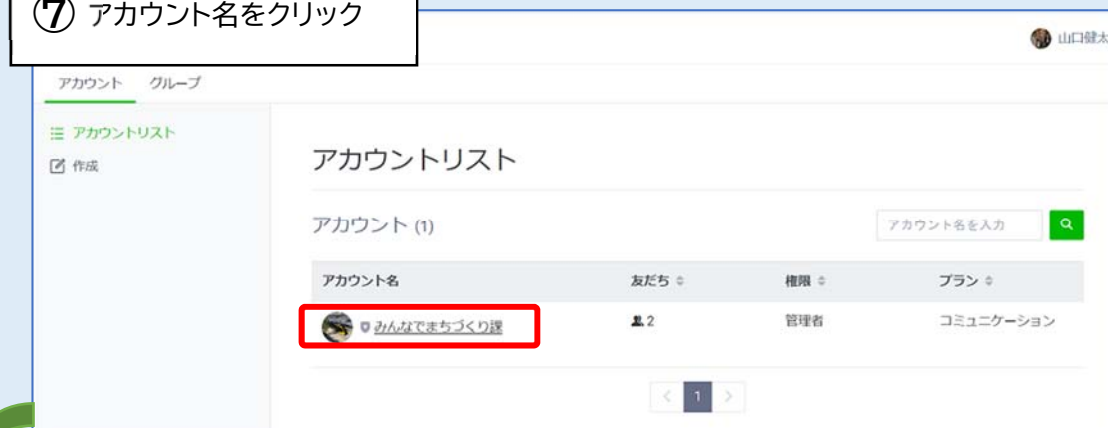 ⑦ アカウント名をクリック
山口健太
アカウント グループ
アカウントリスト
作成
アカウントリスト
アカウント (1)
アカウント名を入力
アカウント名 友だち 権限 プラン
みんなでまちづくり課 2 管理者 コミュニケーション
< 1 >